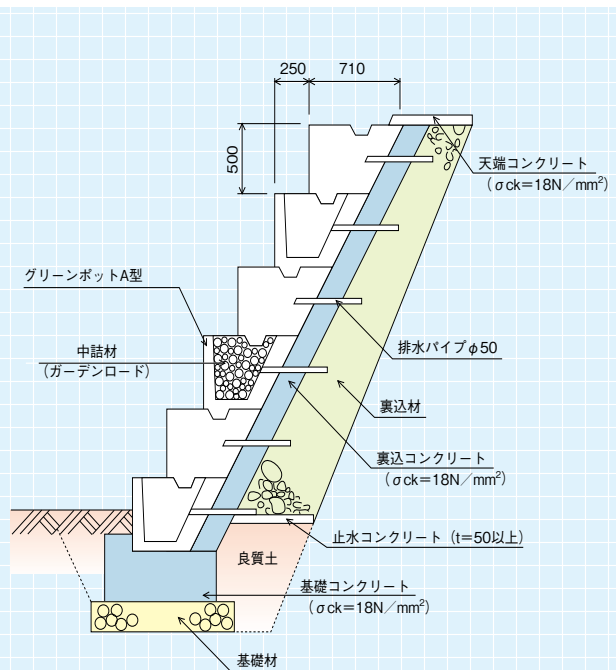 250
710
500
天端コンクリート
(σck=18N/mm²)
グリーンポットA型
中詰材
(ガーデンロード)
排水パイプφ50
裏込材
裏込コンクリート
(σck=18N/mm²)
止水コンクリート(t=50以上)
良質土
基礎コンクリート
(σck=18N/mm²)
基礎材